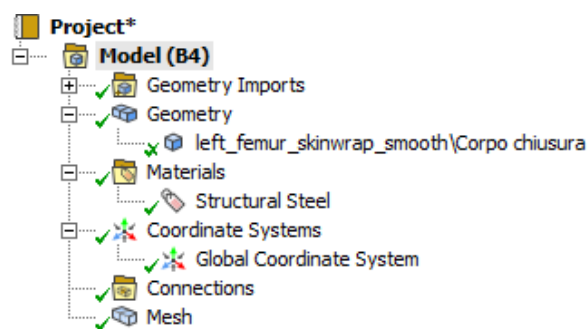 Project*
Model (B4)
Geometry Imports
Geometry
left_femur_skinwrap_smooth\Corpo chiusura
Materials
Structural Steel
Coordinate Systems
Global Coordinate System
Connections
Mesh